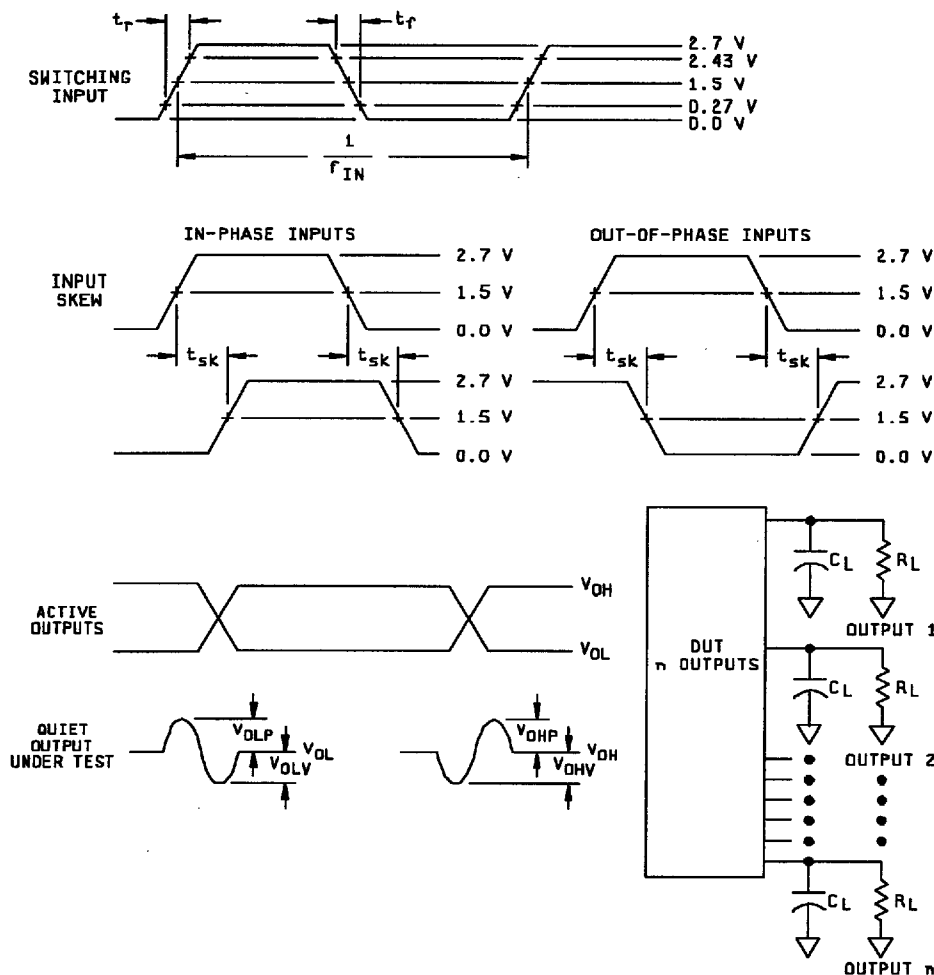 tr
tf
SWITCHING
INPUT
2.7 V
2.43 V
1.5 V
0.27 V
0.0 V
1
fIN
IN-PHASE INPUTS
OUT-OF-PHASE INPUTS
INPUT
SKEW
2.7 V
1.5 V
0.0 V
2.7 V
1.5 V
0.0 V
tsk
tsk
tsk
tsk
2.7 V
1.5 V
0.0 V
2.7 V
1.5 V
0.0 V
ACTIVE
OUTPUTS
VOH
VOL
QUIET
OUTPUT
UNDER TEST
VOLP
VOL
VOLV
VOHP
VOH
VOHV
DUT
n OUTPUTS
CL
RL
OUTPUT 1
CL
RL
OUTPUT 2
CL
RL
OUTPUT n